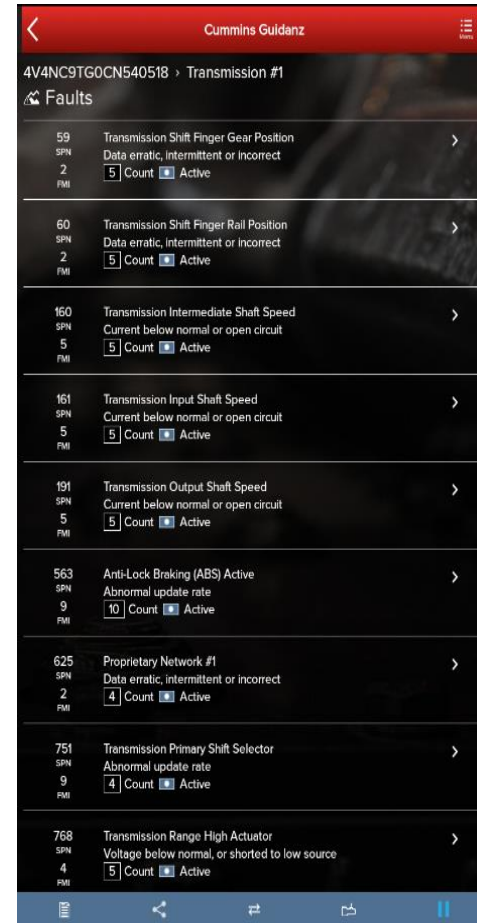 Cummins Guidanz
Menu
4V4NC9TG0CN540518 > Transmission #1
Faults
59 Transmission Shift Finger Gear Position
SPN Data erratic, intermittent or incorrect
2 5 Count Active
FMI
60 Transmission Shift Finger Rail Position
SPN Data erratic, intermittent or incorrect
2 5 Count Active
FMI
160 Transmission Intermediate Shaft Speed
SPN Current below normal or open circuit
5 5 Count Active
FMI
161 Transmission Input Shaft Speed
SPN Current below normal or open circuit
5 5 Count Active
FMI
191 Transmission Output Shaft Speed
SPN Current below normal or open circuit
5 5 Count Active
FMI
563 Anti-Lock Braking (ABS) Active
SPN Abnormal update rate
9 10 Count Active
FMI
625 Proprietary Network #1
SPN Data erratic, intermittent or incorrect
2 4 Count Active
FMI
751 Transmission Primary Shift Selector
SPN Abnormal update rate
9 4 Count Active
FMI
768 Transmission Range High Actuator
SPN Voltage below normal, or shorted to low source
4 5 Count Active
FMI